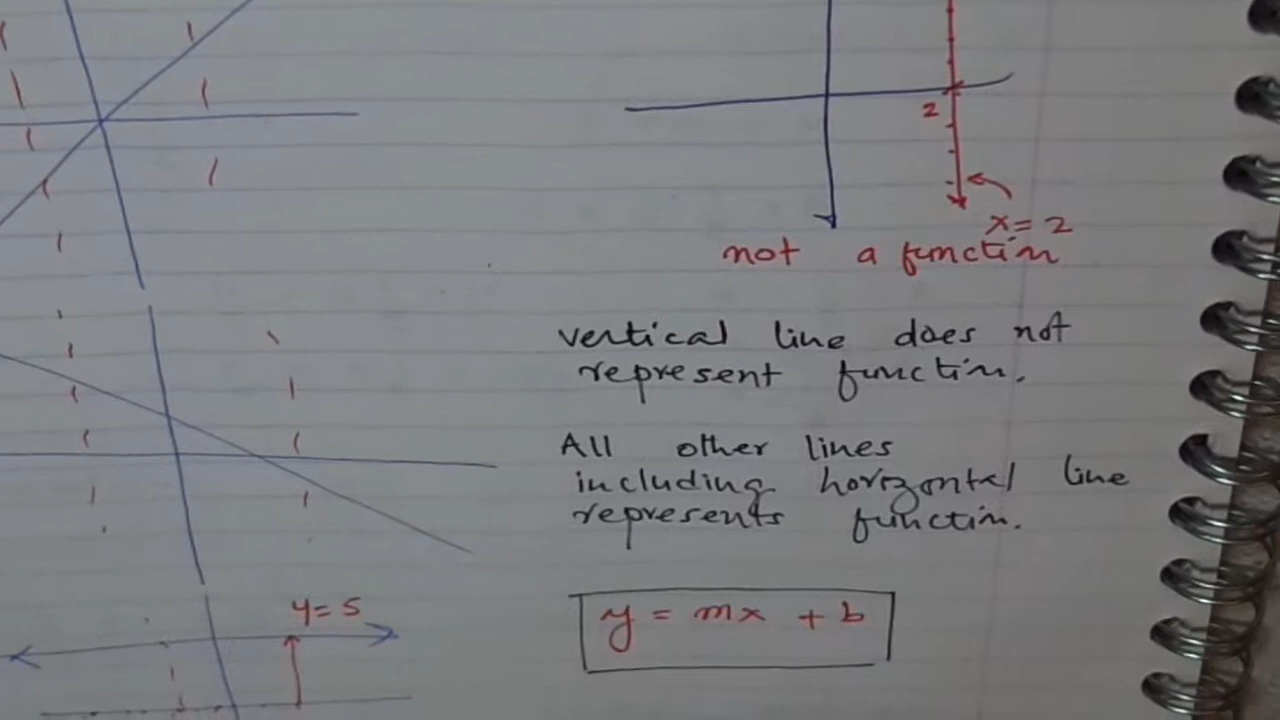 2
x = 2
not a function
vertical line does not
represent function.
All other lines
including horizontal line
represents function.
y = 5
y = mx + b